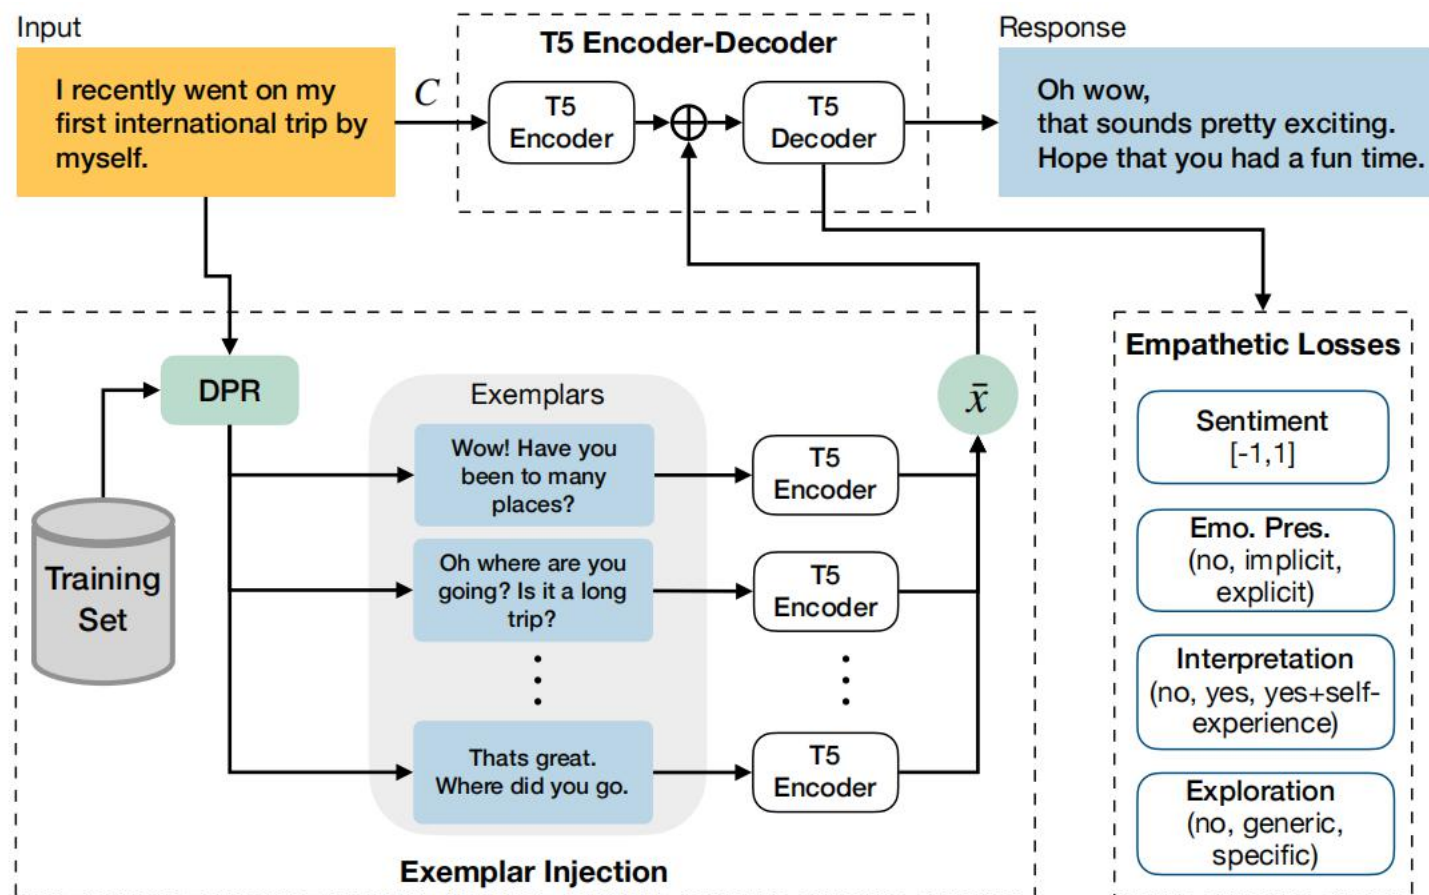 Input
I recently went on my
first international trip by
myself.
C
T5 Encoder-Decoder
T5
Encoder
T5
Decoder
Response
Oh wow,
that sounds pretty exciting.
Hope that you had a fun time.
DPR
Training
Set
Exemplars
Wow! Have you
been to many
places?
Oh where are you
going? Is it a long
trip?
Thats great.
Where did you go.
T5
Encoder
T5
Encoder
T5
Encoder
x̄
Exemplar Injection
Empathetic Losses
Sentiment
[-1,1]
Emo. Pres.
(no, implicit,
explicit)
Interpretation
(no, yes, yes+self-
experience)
Exploration
(no, generic,
specific)